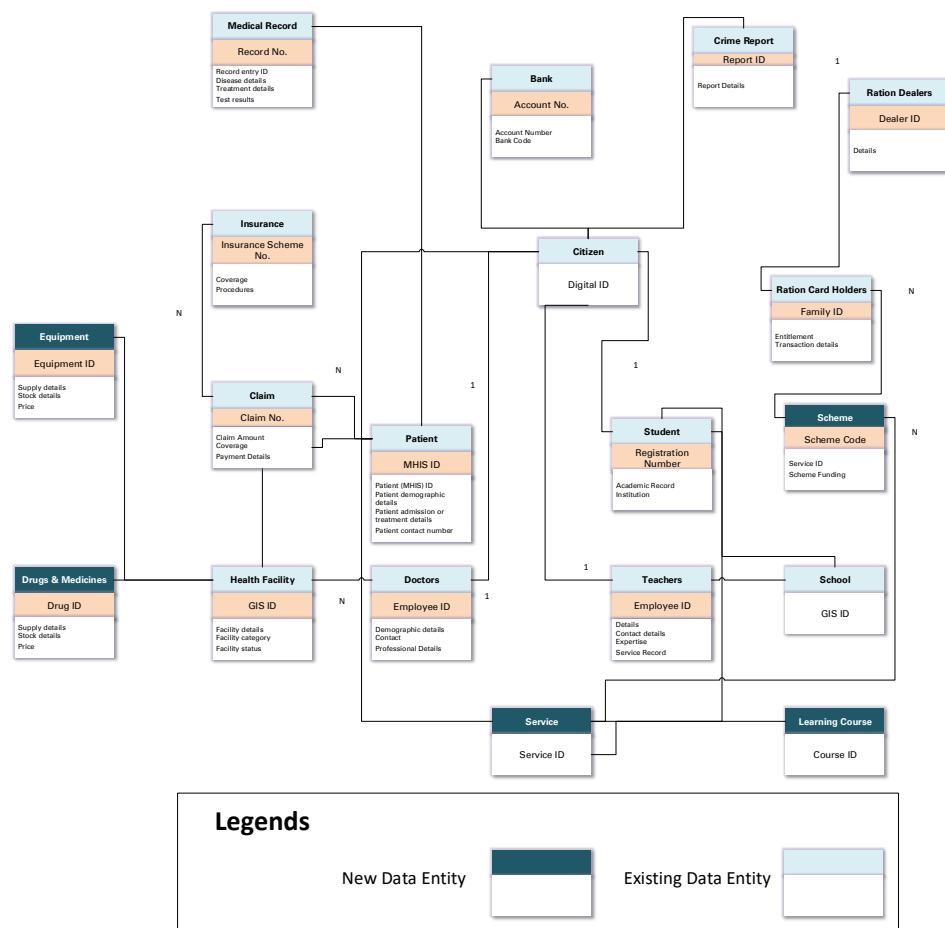 Medical Record
Record No.
Record entry ID
Disease details
Treatment details
Test results
Bank
Account No.
Account Number
Bank Code
Crime Report
Report ID
Report Details
1
Ration Dealers
Dealer ID
Details
Insurance
Insurance Scheme
No.
Coverage
Procedures
N
Citizen
Digital ID
Ration Card Holders
Family ID
Entitlement
Transaction details
N
Equipment
Equipment ID
Supply details
Stock details
Price
Claim
Claim No.
Claim Amount
Coverage
Payment Details
N
1
1
Patient
MHIS ID
Patient (MHIS) ID
Patient demographic
details
Patient admission or
treatment details
Patient contact number
Student
Registration
Number
Academic Record
Institution
Scheme
Scheme Code
Service ID
Scheme Funding
N
Drugs & Medicines
Drug ID
Supply details
Stock details
Price
Health Facility
GIS ID
Facility details
Facility category
Facility status
N
Doctors
Employee ID
Demographic details
Contact
Professional Details
1
1
Teachers
Employee ID
Details
Contact details
Expertise
Service Record
School
GIS ID
Service
Service ID
Learning Course
Course ID
Legends
New Data Entity
Existing Data Entity